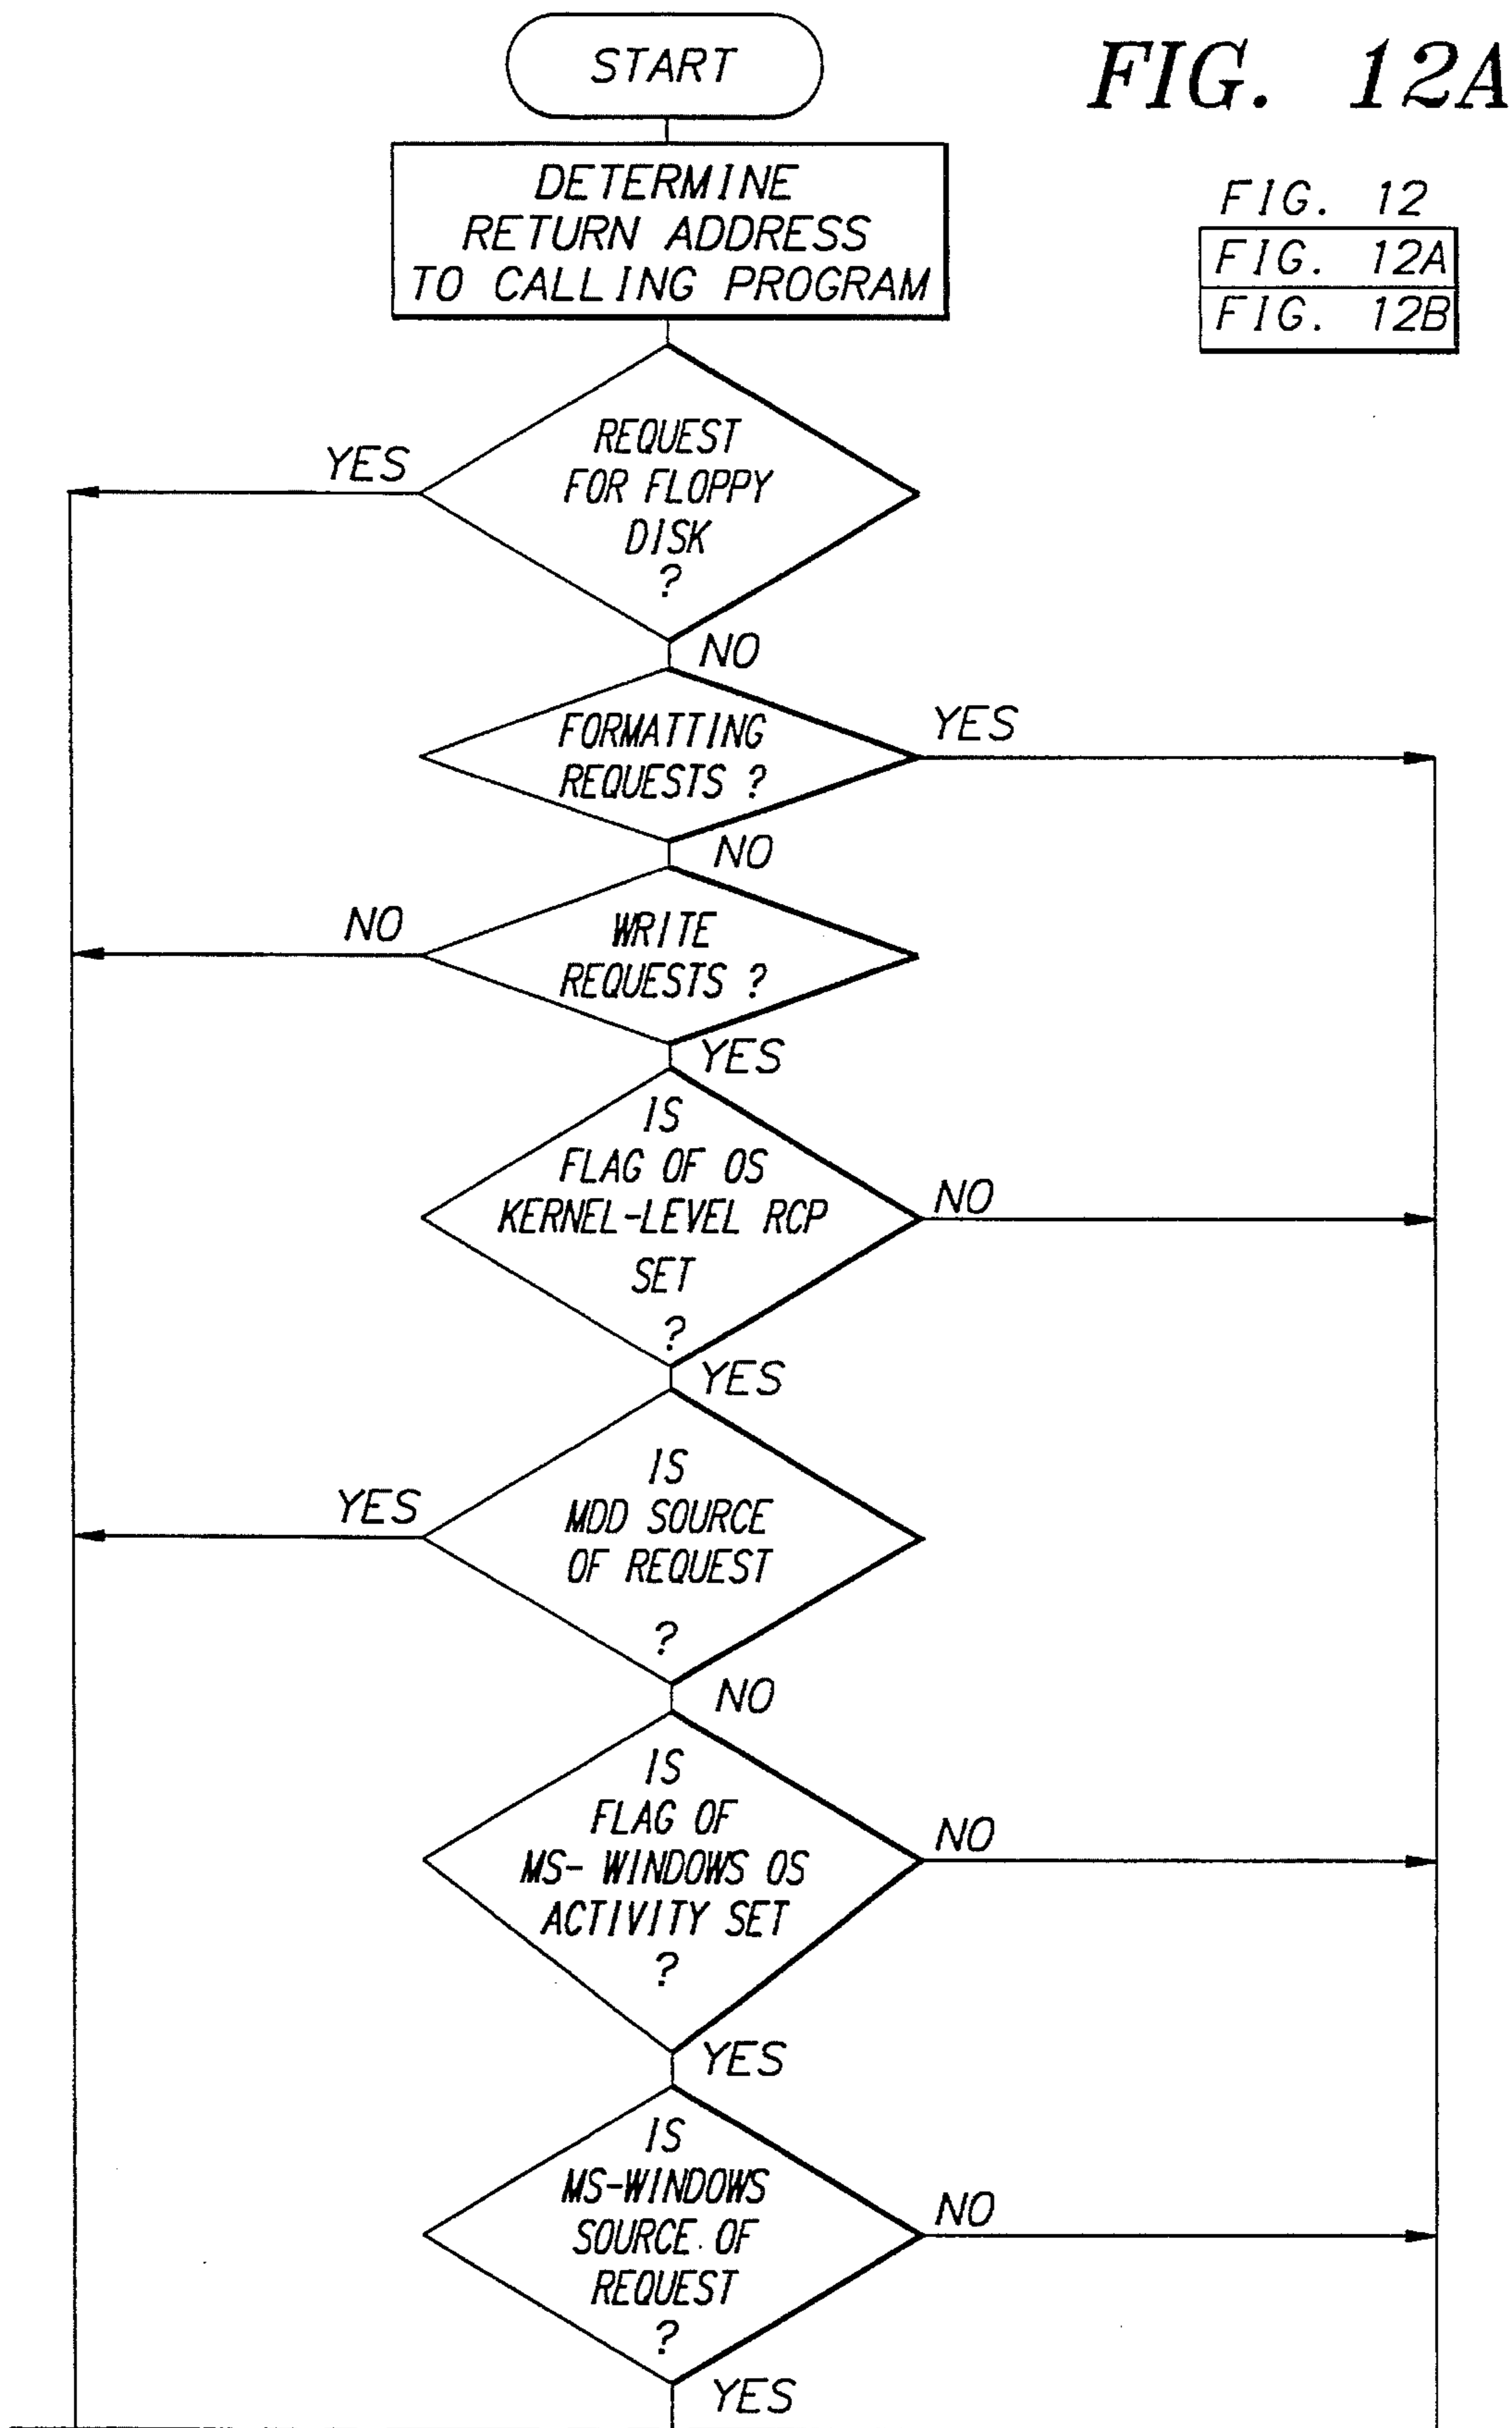 FIG. 12A
START
DETERMINE
RETURN ADDRESS
TO CALLING PROGRAM
FIG. 12
FIG. 12A
FIG. 12B
REQUEST
FOR FLOPPY
DISK
?
YES
NO
FORMATTING
REQUESTS ?
YES
NO
WRITE
REQUESTS ?
NO
YES
IS
FLAG OF OS
KERNEL-LEVEL RCP
SET
?
NO
YES
IS
MDD SOURCE
OF REQUEST
?
YES
NO
IS
FLAG OF
MS- WINDOWS OS
ACTIVITY SET
?
NO
YES
IS
MS-WINDOWS
SOURCE OF
REQUEST
?
NO
YES